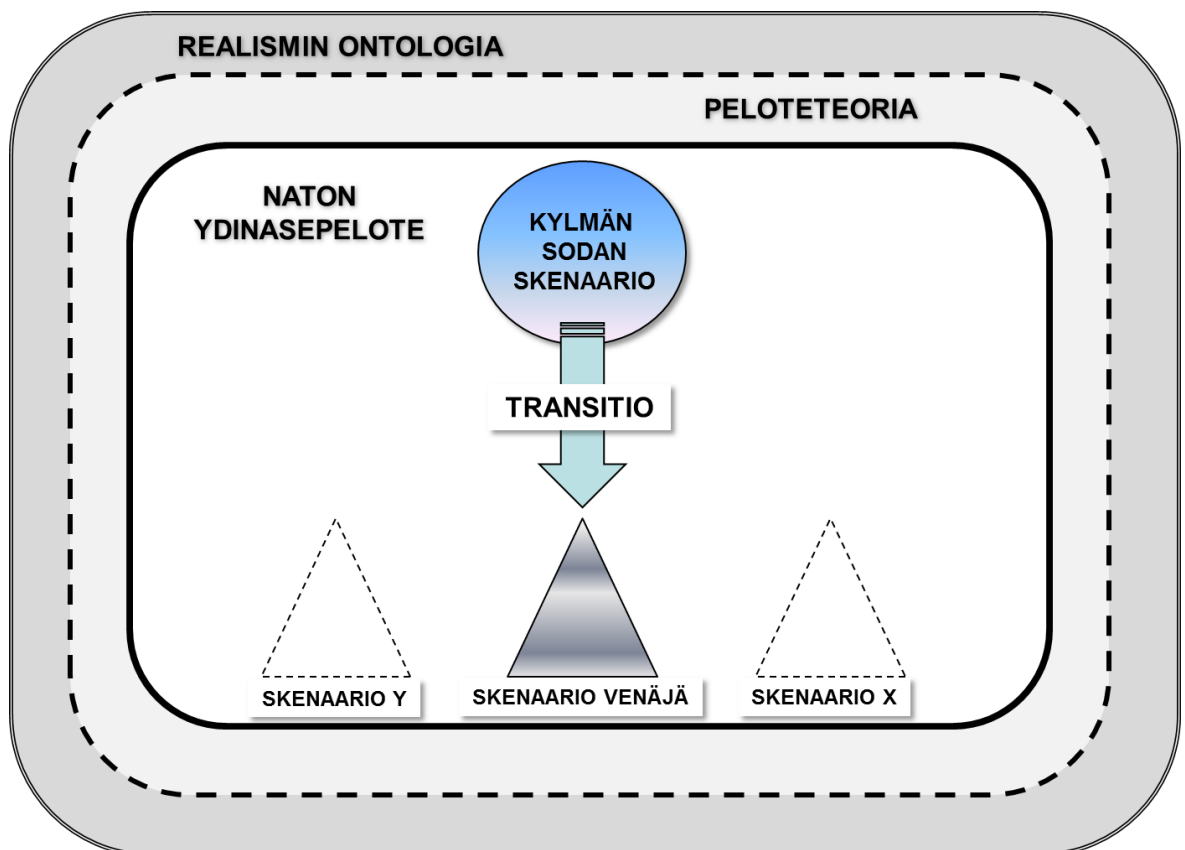 REALISMIN ONTOLOGIA
PELOTETEORIA
NATON
YDINASEPELOTE
KYLMÄN
SODAN
SKENAARIO
TRANSITIO
SKENAARIO Y
SKENAARIO VENÄJÄ
SKENAARIO X